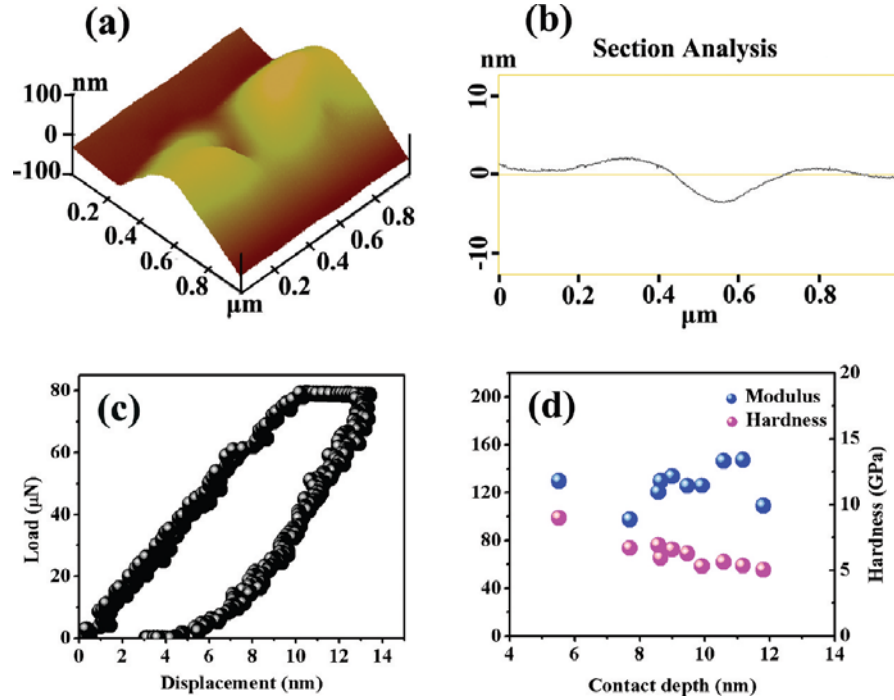 (a)
nm
100
0
-100
0.2
0.4
0.6
0.8
μm
0.2
0.4
0.6
0.8
(b)
Section Analysis
nm
10
0
-10
0
0.2
0.4
0.6
0.8
μm
(c)
80
60
40
20
0
Load (μN)
0 2 4 6 8 10 12 14
Displacement (nm)
(d)
Modulus
Hardness
200
160
120
80
40
0
20
15
10
5
0
Hardness (GPa)
4 6 8 10 12 14
Contact depth (nm)